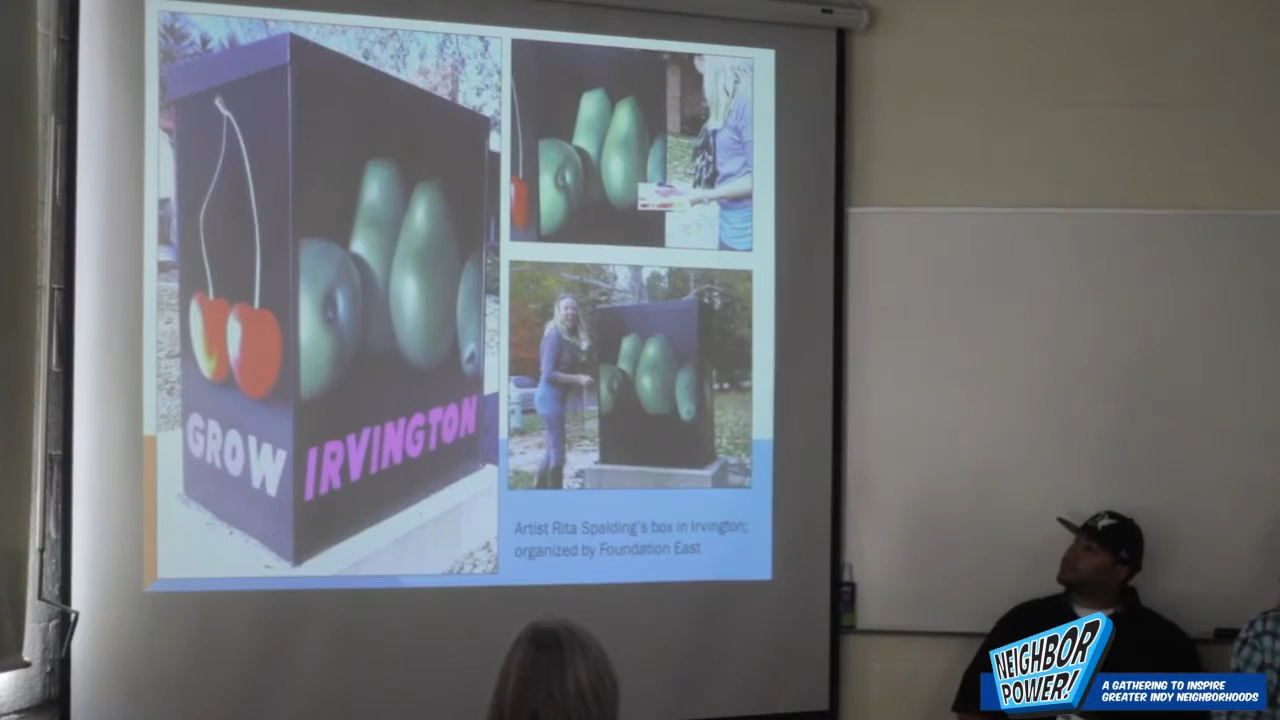 GROW IRVINGTON
Artist Rita Spalding's box in Irvington;
organized by Foundation East
NEIGHBOR
POWER!
A GATHERING TO INSPIRE
GREATER INDY NEIGHBORHOODS